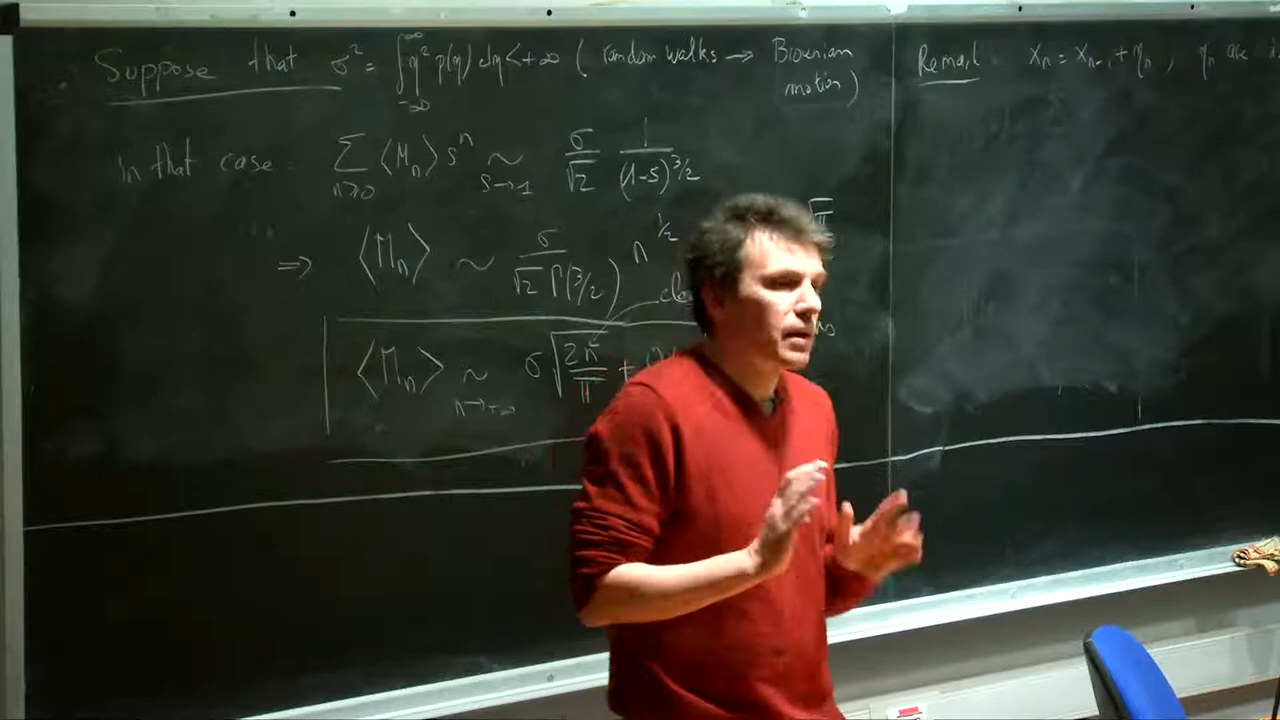 Suppose that σ² = ∫_{-∞}^{∞} η² p(η) dη < +∞ ( random walks → Brownian
motion)
in that case : ∑_{n≥0} ⟨M_n⟩ s^n ~_{s→1} σ/√2 1/(1-s)^{3/2}
⇒ ⟨M_n⟩ ~ σ/(√2 Γ(3/2)) n^{1/2}
⟨M_n⟩ ~_{n→+∞} σ √(2n/π) +
Remark x_n = x_{n-1} + η_n , η_n are